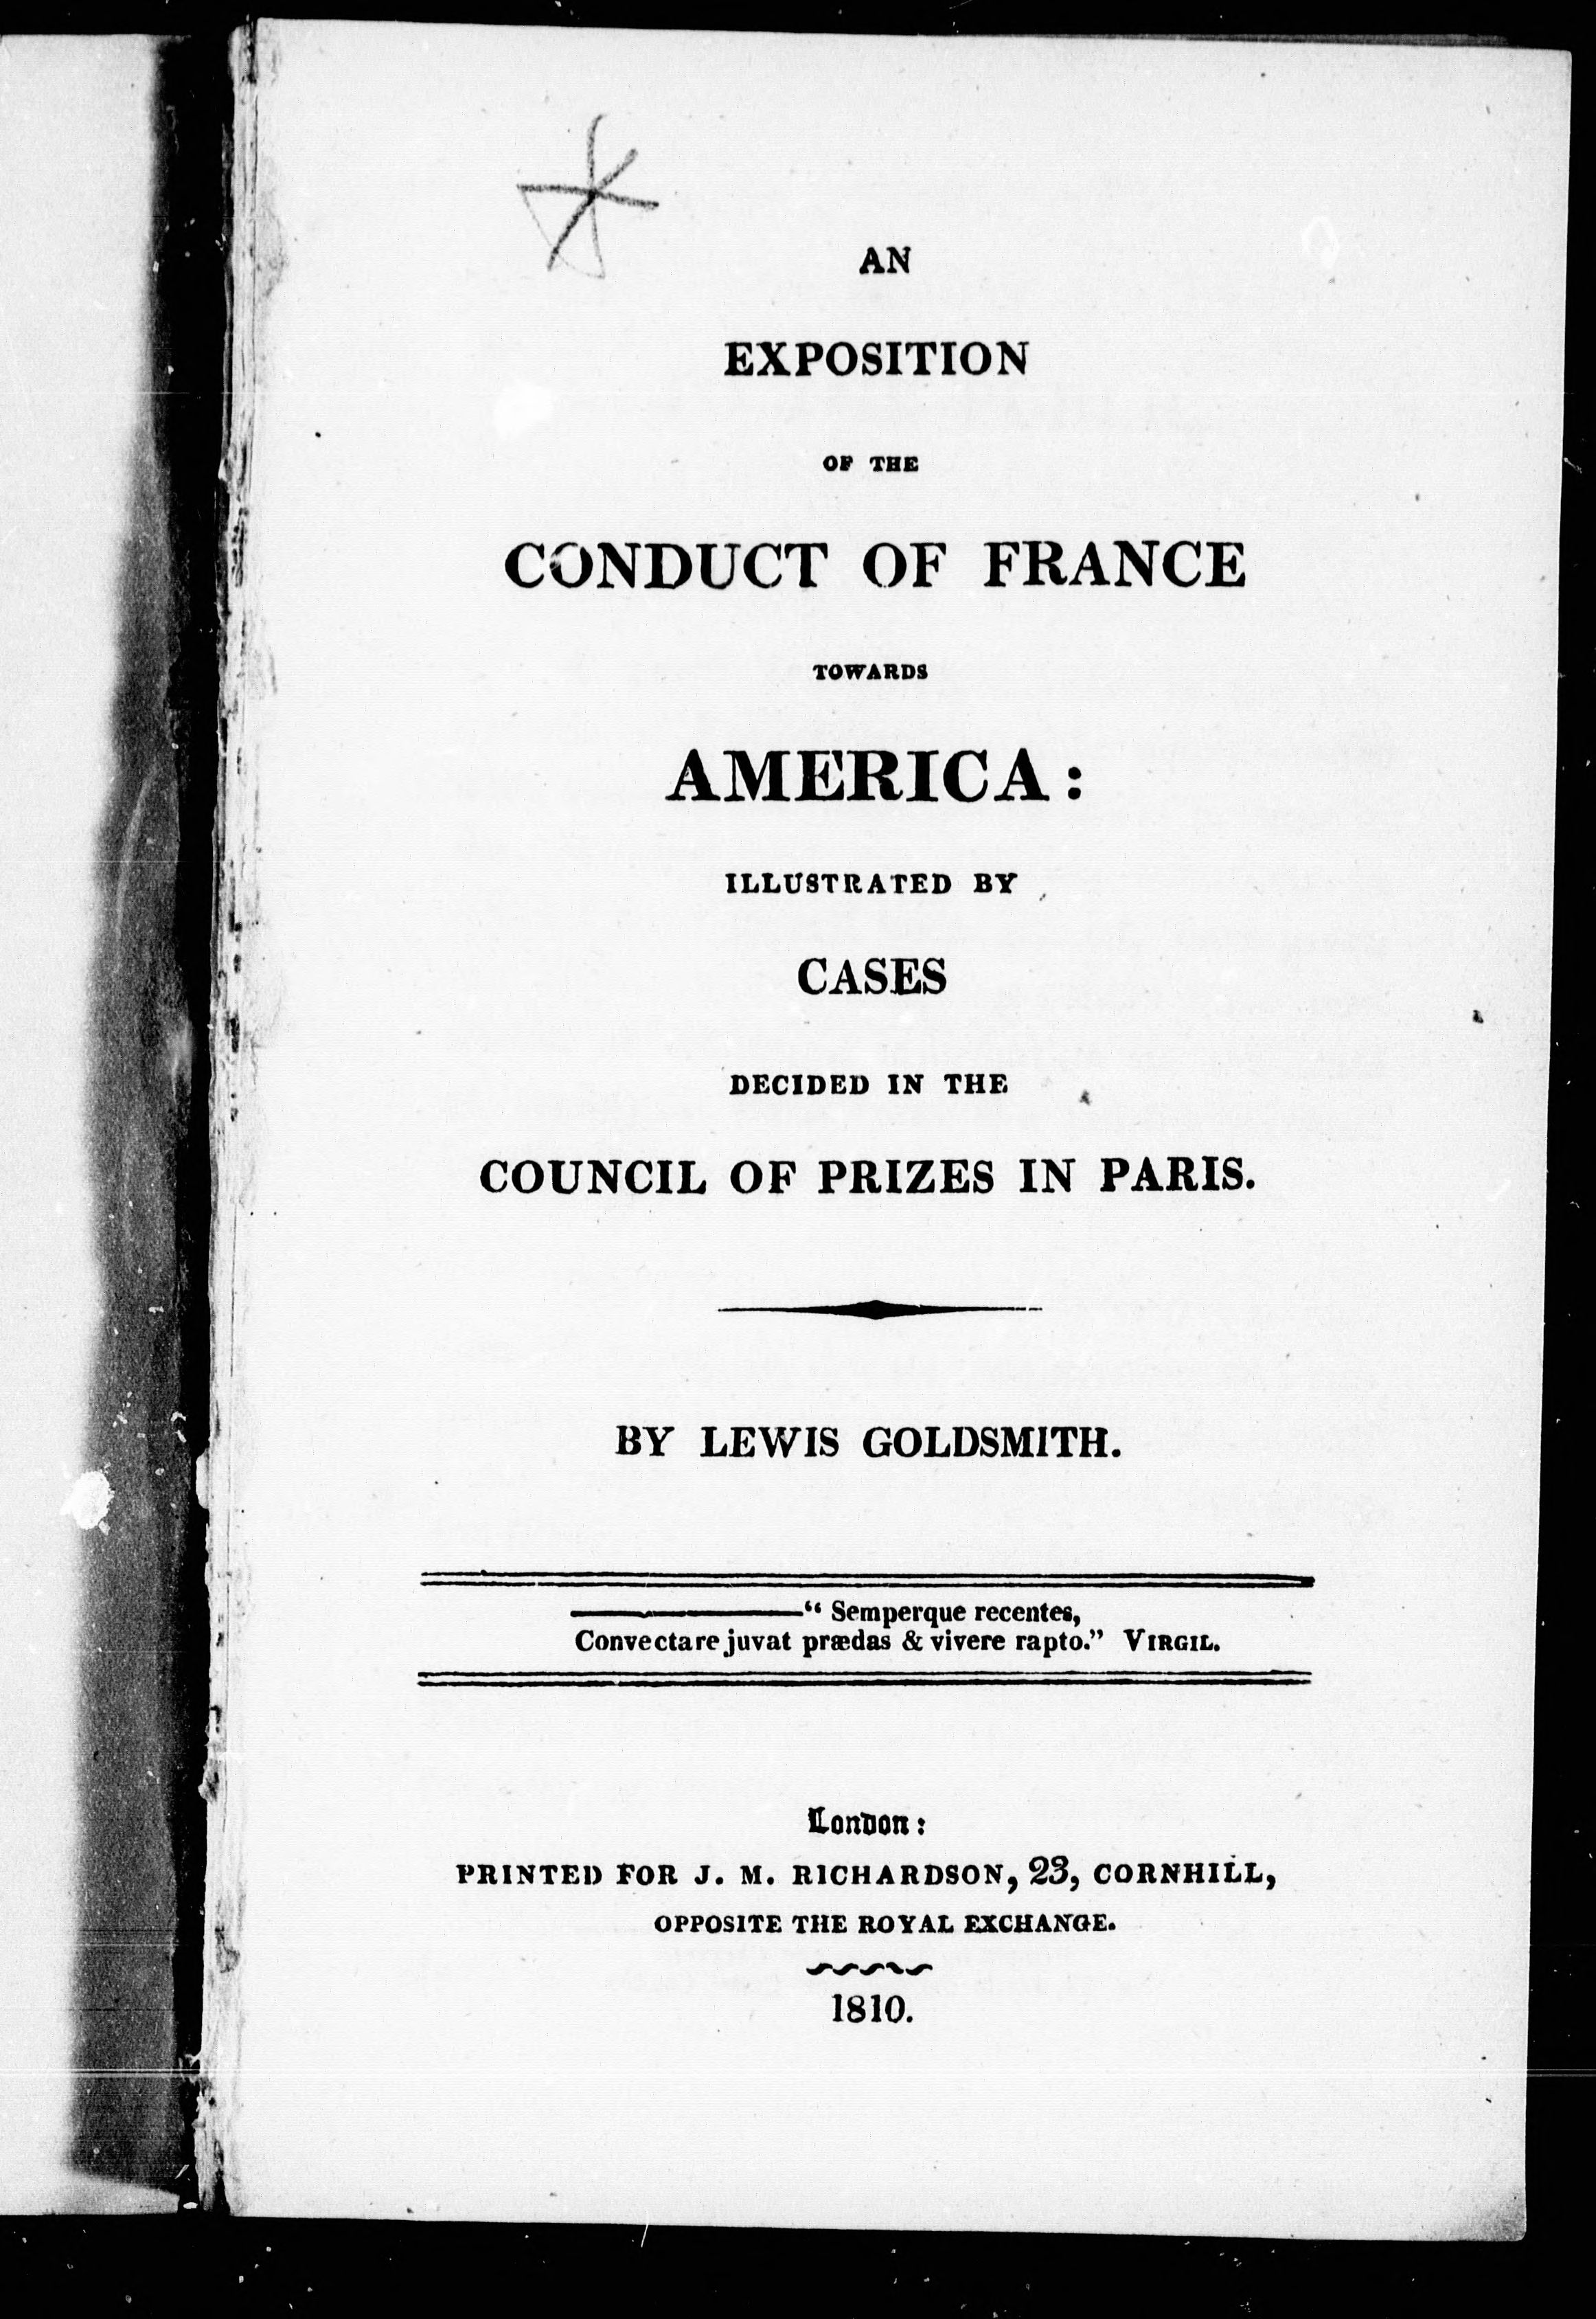 AN
EXPOSITION
OF THE
CONDUCT OF FRANCE
TOWARDS
AMERICA:
ILLUSTRATED BY
CASES
DECIDED IN THE
COUNCIL OF PRIZES IN PARIS.
BY LEWIS GOLDSMITH.
————“ Semperque recentes,
Convectare juvat prædas & vivere rapto.” VIRGIL.
London:
PRINTED FOR J. M. RICHARDSON, 23, CORNHILL,
OPPOSITE THE ROYAL EXCHANGE.
1810.